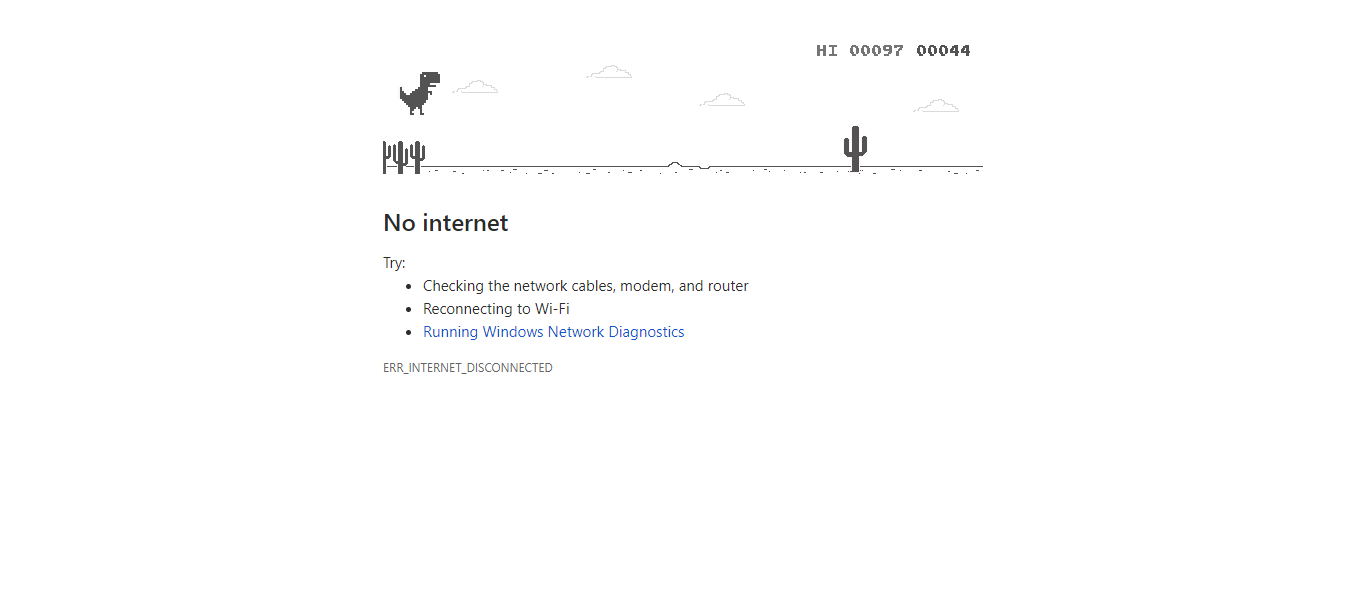 HI 00097 00044
No internet
Try:
Checking the network cables, modem, and router
Reconnecting to Wi-Fi
Running Windows Network Diagnostics
ERR_INTERNET_DISCONNECTED